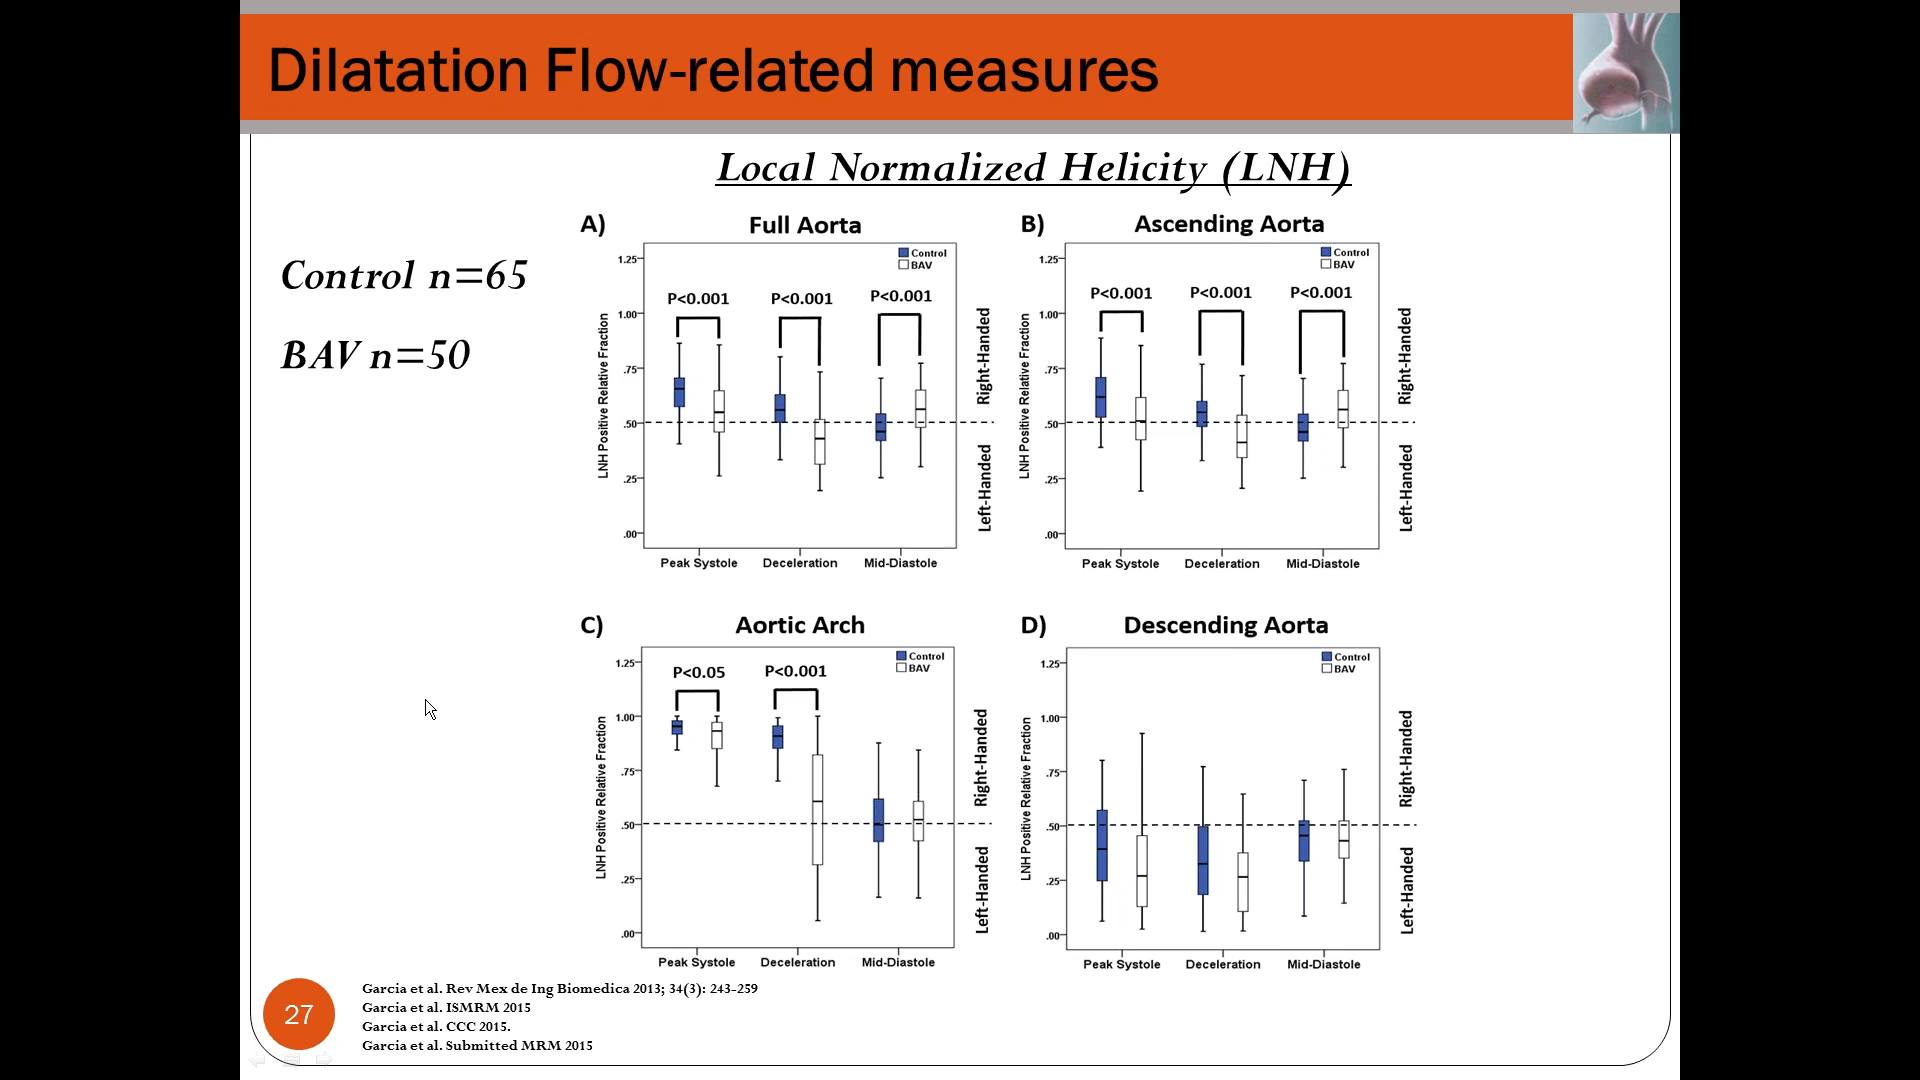 Dilatation Flow-related measures
Local Normalized Helicity (LNH)
Control n=65
BAV n=50
A)
Full Aorta
Control
BAV
1.25
1.00
.75
.50
.25
.00
LNH Positive Relative Fraction
P<0.001
P<0.001
P<0.001
Right-Handed
Left-Handed
Peak Systole
Deceleration
Mid-Diastole
B)
Ascending Aorta
Control
BAV
1.25
1.00
.75
.50
.25
.00
LNH Positive Relative Fraction
P<0.001
P<0.001
P<0.001
Right-Handed
Left-Handed
Peak Systole
Deceleration
Mid-Diastole
C)
Aortic Arch
Control
BAV
1.25
1.00
.75
.50
.25
.00
LNH Positive Relative Fraction
P<0.05
P<0.001
Right-Handed
Left-Handed
Peak Systole
Deceleration
Mid-Diastole
D)
Descending Aorta
Control
BAV
1.25
1.00
.75
.50
.25
.00
LNH Positive Relative Fraction
Right-Handed
Left-Handed
Peak Systole
Deceleration
Mid-Diastole
27
Garcia et al. Rev Mex de Ing Biomedica 2013; 34(3): 243-259
Garcia et al. ISMRM 2015
Garcia et al. CCC 2015.
Garcia et al. Submitted MRM 2015